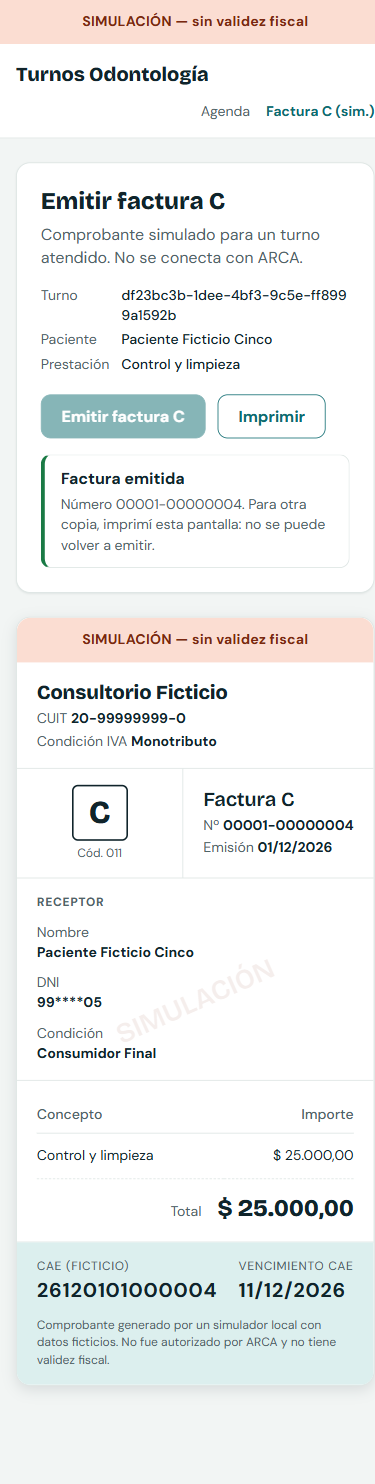 SIMULACIÓN — sin validez fiscal
Turnos Odontología
Agenda Factura C (sim.)
Emitir factura C
Comprobante simulado para un turno
atendido. No se conecta con ARCA.
Turno df23bc3b-1dee-4bf3-9c5e-ff899
9a1592b
Paciente Paciente Ficticio Cinco
Prestación Control y limpieza
Emitir factura C Imprimir
Factura emitida
Número 00001-00000004. Para otra
copia, imprimí esta pantalla: no se puede
volver a emitir.
SIMULACIÓN — sin validez fiscal
Consultorio Ficticio
CUIT 20-99999999-0
Condición IVA Monotributo
C
Cód. 011
Factura C
Nº 00001-00000004
Emisión 01/12/2026
RECEPTOR
Nombre
Paciente Ficticio Cinco
DNI
99****05
Condición
Consumidor Final
SIMULACIÓN
Concepto Importe
Control y limpieza $ 25.000,00
Total $ 25.000,00
CAE (FICTICIO) VENCIMIENTO CAE
26120101000004 11/12/2026
Comprobante generado por un simulador local con
datos ficticios. No fue autorizado por ARCA y no tiene
validez fiscal.